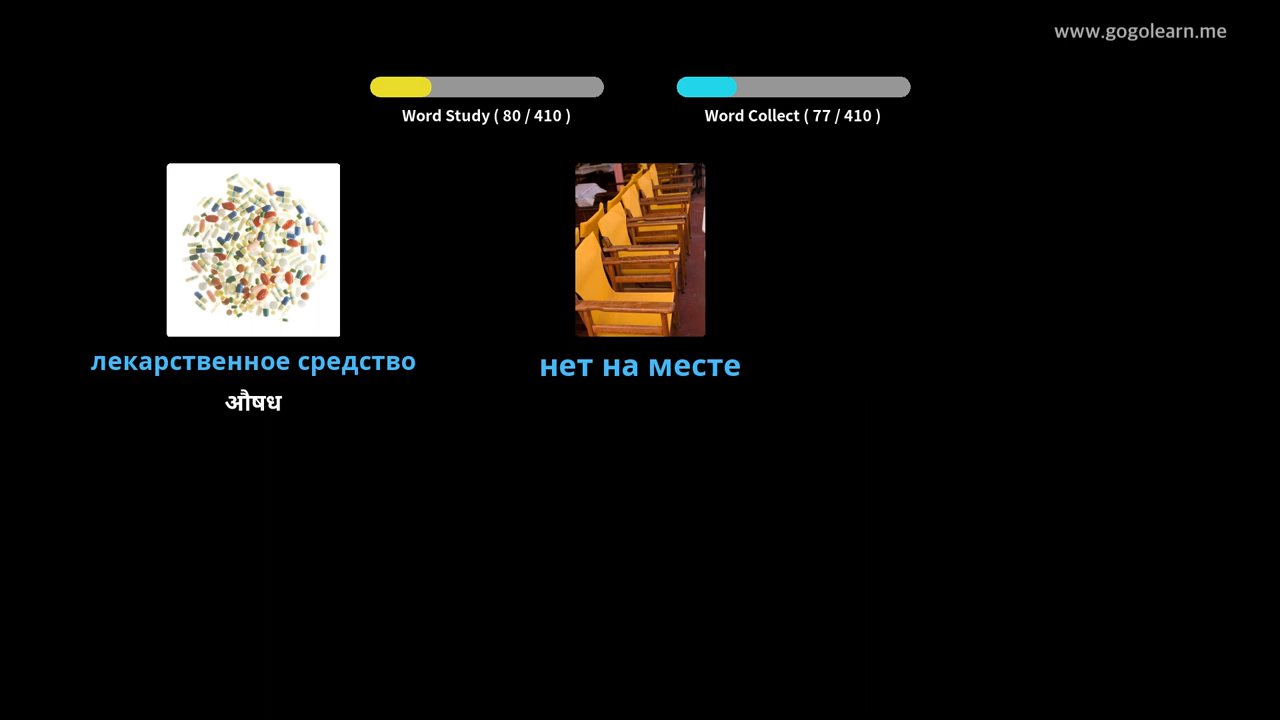 www.gogolearn.me
Word Study ( 80 / 410 )
Word Collect ( 77 / 410 )
лекарственное средство
औषध
нет на месте